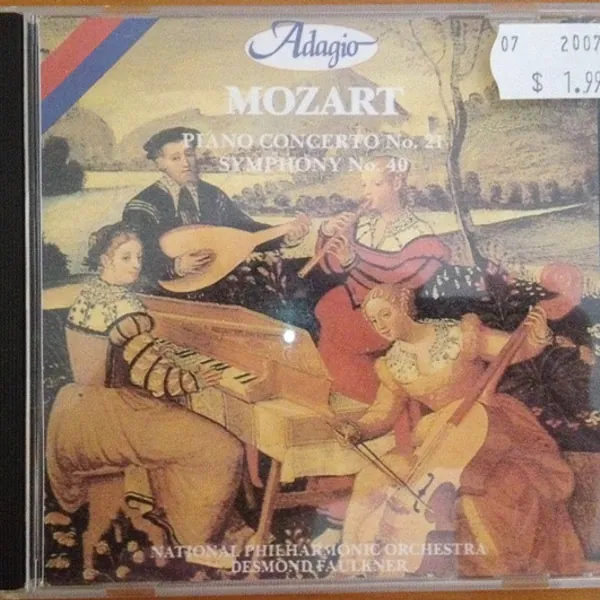 Adagio
07 2007
$ 1.99
MOZART
PIANO CONCERTO No. 21
SYMPHONY No. 40
NATIONAL PHILHARMONIC ORCHESTRA
DESMOND FAULKNER